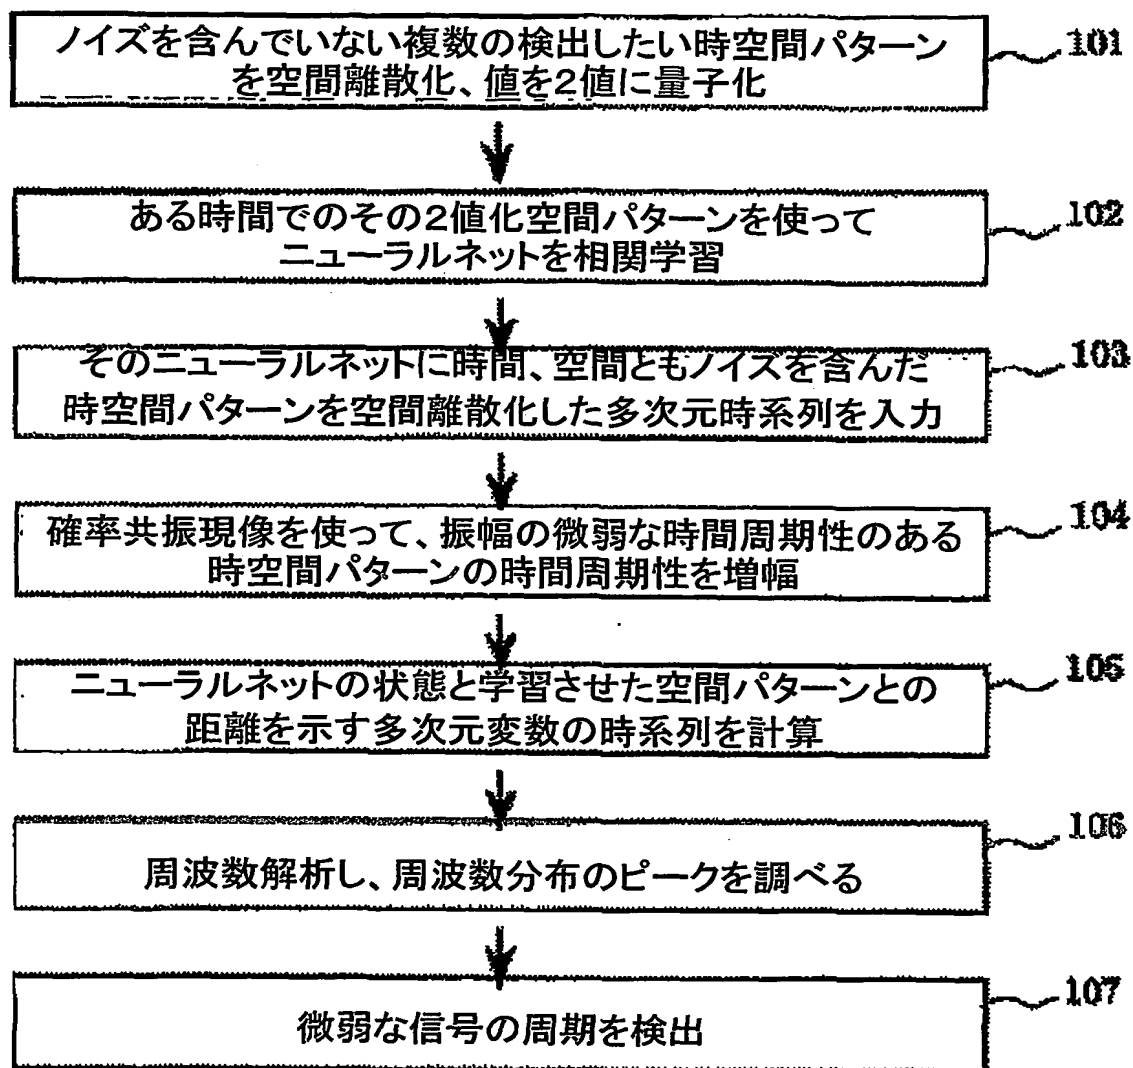 ノイズを含んでいない複数の検出したい時空間パターン
を空間離散化、値を2値に量子化
101
ある時間でのその2値化空間パターンを使って
ニューラルネットを相関学習
102
そのニューラルネットに時間、空間ともノイズを含んだ
時空間パターンを空間離散化した多次元時系列を入力
103
確率共振現像を使って、振幅の微弱な時間周期性のある
時空間パターンの時間周期性を増幅
104
ニューラルネットの状態と学習させた空間パターンとの
距離を示す多次元変数の時系列を計算
105
周波数解析し、周波数分布のピークを調べる
106
微弱な信号の周期を検出
107